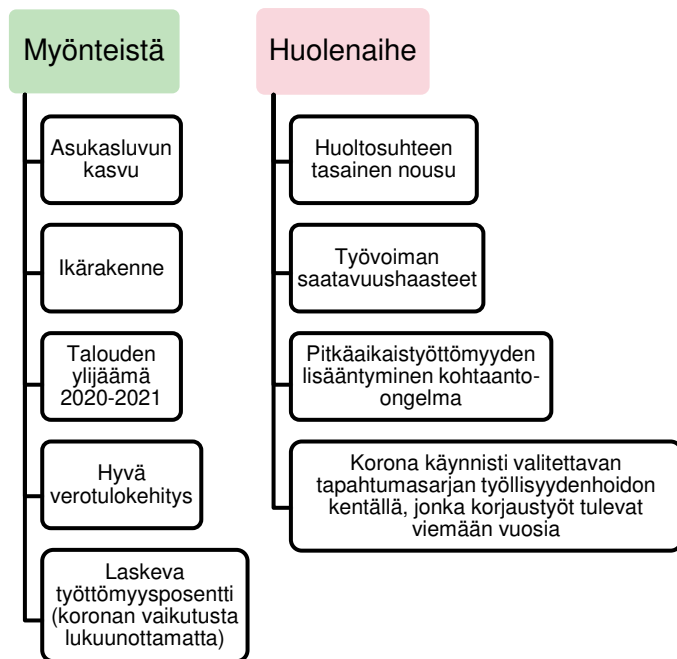 Myönteistä
Asukasluvun
kasvu
Ikärakenne
Talouden
ylijäämä
2020-2021
Hyvä
verotulokehitys
Laskeva
työttömyysposentti
(koronan vaikutusta
lukuunottamatta)
Huolenaihe
Huoltosuhteen
tasainen nousu
Työvoiman
saatavuushaasteet
Pitkäaikaistyöttömyyden
lisääntyminen kohtaanto-
ongelma
Korona käynnisti valitettavan
tapahtumasarjan työllisyydenhoidon
kentällä, jonka korjaustyöt tulevat
viemään vuosia